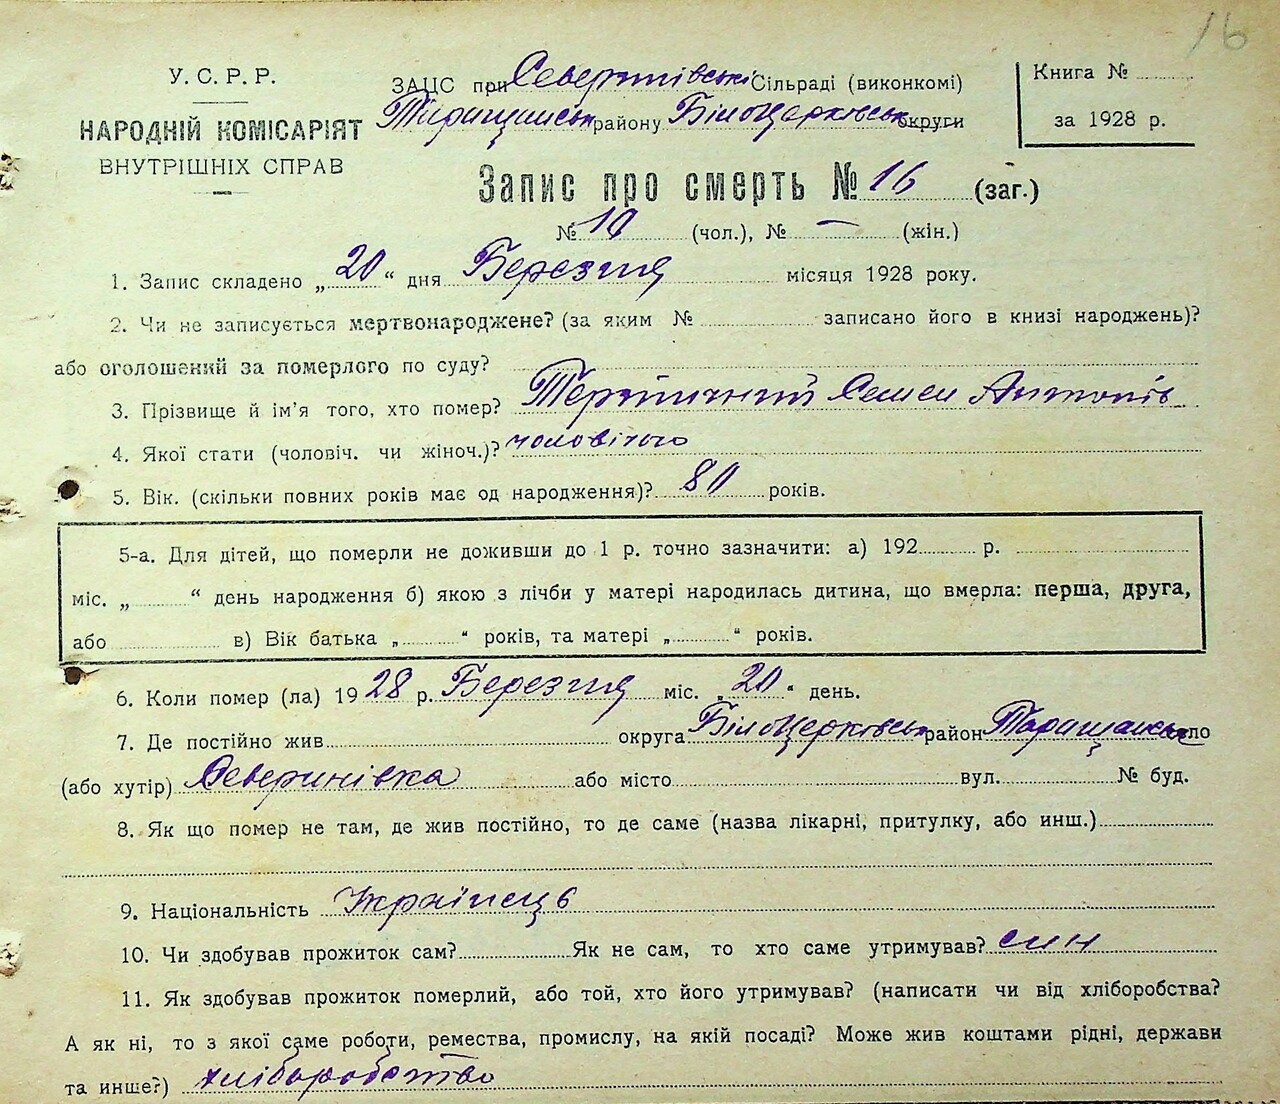 16
У. С. Р. Р.
НАРОДНІЙ КОМІСАРІЯТ
ВНУТРІШНІХ СПРАВ
ЗАЦС при Северинівські Сільраді (виконкомі)
Таращанськ району Білоцерківськ округи
Книга №
за 1928 р.
Запис про смерть № 16 (заг.)
№ 10 (чол.), № — (жін.)
1. Запис складено „20“ дня Березня місяця 1928 року.
2. Чи не записується мертвонароджене? (за яким № записано його в книзі народжень)?
або оголошений за померлого по суду?
3. Прізвище й ім'я того, хто помер? Семен Антонів
4. Якої стати (чоловіч. чи жіноч.)? чоловічого
5. Вік. (скільки повних років має од народження)? 80 років.
5-а. Для дітей, що померли не доживши до 1 р. точно зазначити: а) 192 р.
міс. „ “ день народження б) якою з лічби у матері народилась дитина, що вмерла: перша, друга,
або в) Вік батька „ “ років, та матері „ “ років.
6. Коли помер (ла) 1928 р. Березня міс. „20“ день.
7. Де постійно жив округа Білоцерківськ район Таращанськ село
(або хутір) Северинівка або місто вул. № буд.
8. Як що помер не там, де жив постійно, то де саме (назва лікарні, притулку, або инш.)
9. Національність Українець
10. Чи здобував прожиток сам? Як не сам, то хто саме утримував? син
11. Як здобував прожиток померлий, або той, хто його утримував? (написати чи від хліборобства?
А як ні, то з якої саме роботи, ремества, промислу, на якій посаді? Може жив коштами рідні, держави
та инше?) хліборобство